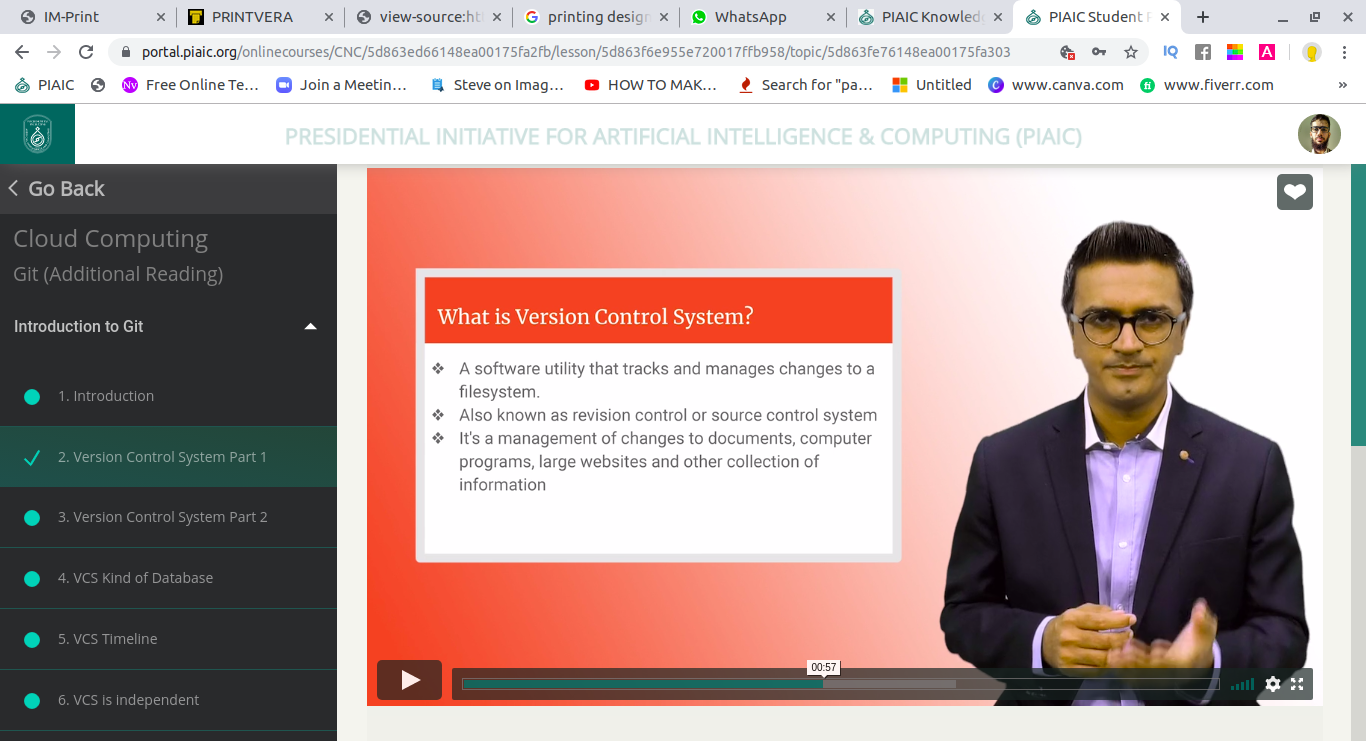 IM-Print
PRINTVERA
view-source:ht
printing desig
WhatsApp
PIAIC Knowled
PIAIC Student
portal.piaic.org/onlinecourses/CNC/5d863ed66148ea00175fa2fb/lesson/5d863f6e955e720017ffb958/topic/5d863fe76148ea00175fa303
IQ
A
PIAIC
Nv Free Online Te...
Join a Meetin...
Steve on Imag...
HOW TO MAK...
Search for "pa...
Untitled
C www.canva.com
fi www.fiverr.com
»
PRESIDENTIAL INITIATIVE FOR ARTIFICIAL INTELLIGENCE & COMPUTING (PIAIC)
Go Back
Cloud Computing
Git (Additional Reading)
Introduction to Git
1. Introduction
2. Version Control System Part 1
3. Version Control System Part 2
4. VCS Kind of Database
5. VCS Timeline
6. VCS is independent
What is Version Control System?
❖ A software utility that tracks and manages changes to a
filesystem.
❖ Also known as revision control or source control system
❖ It's a management of changes to documents, computer
programs, large websites and other collection of
information
00:57